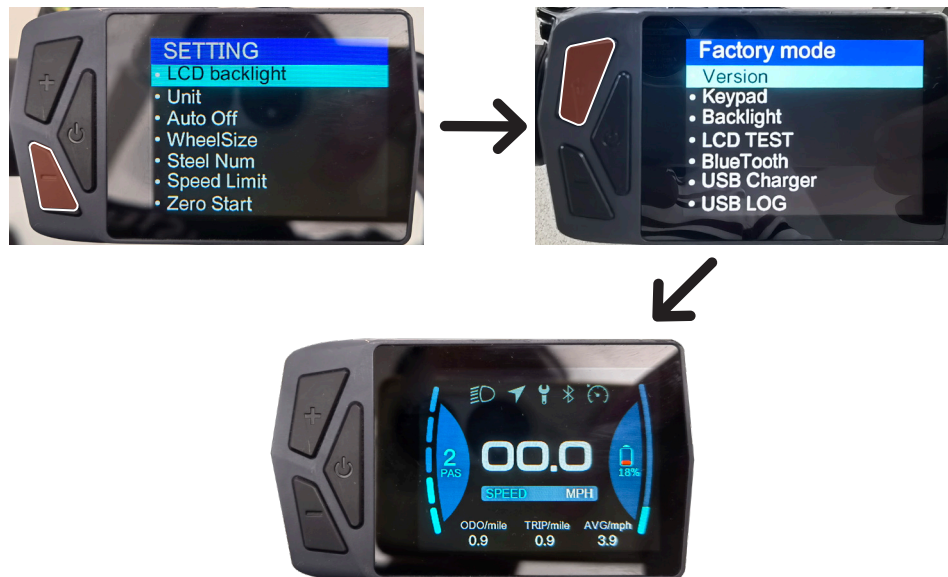 SETTING
• LCD backlight
• Unit
• Auto Off
• WheelSize
• Steel Num
• Speed Limit
• Zero Start
Factory mode
Version
• Keypad
• Backlight
• LCD TEST
• BlueTooth
• USB Charger
• USB LOG
2
PAS
00.0
18%
SPEED MPH
ODO/mile TRIP/mile AVG/mph
0.9 0.9 3.9